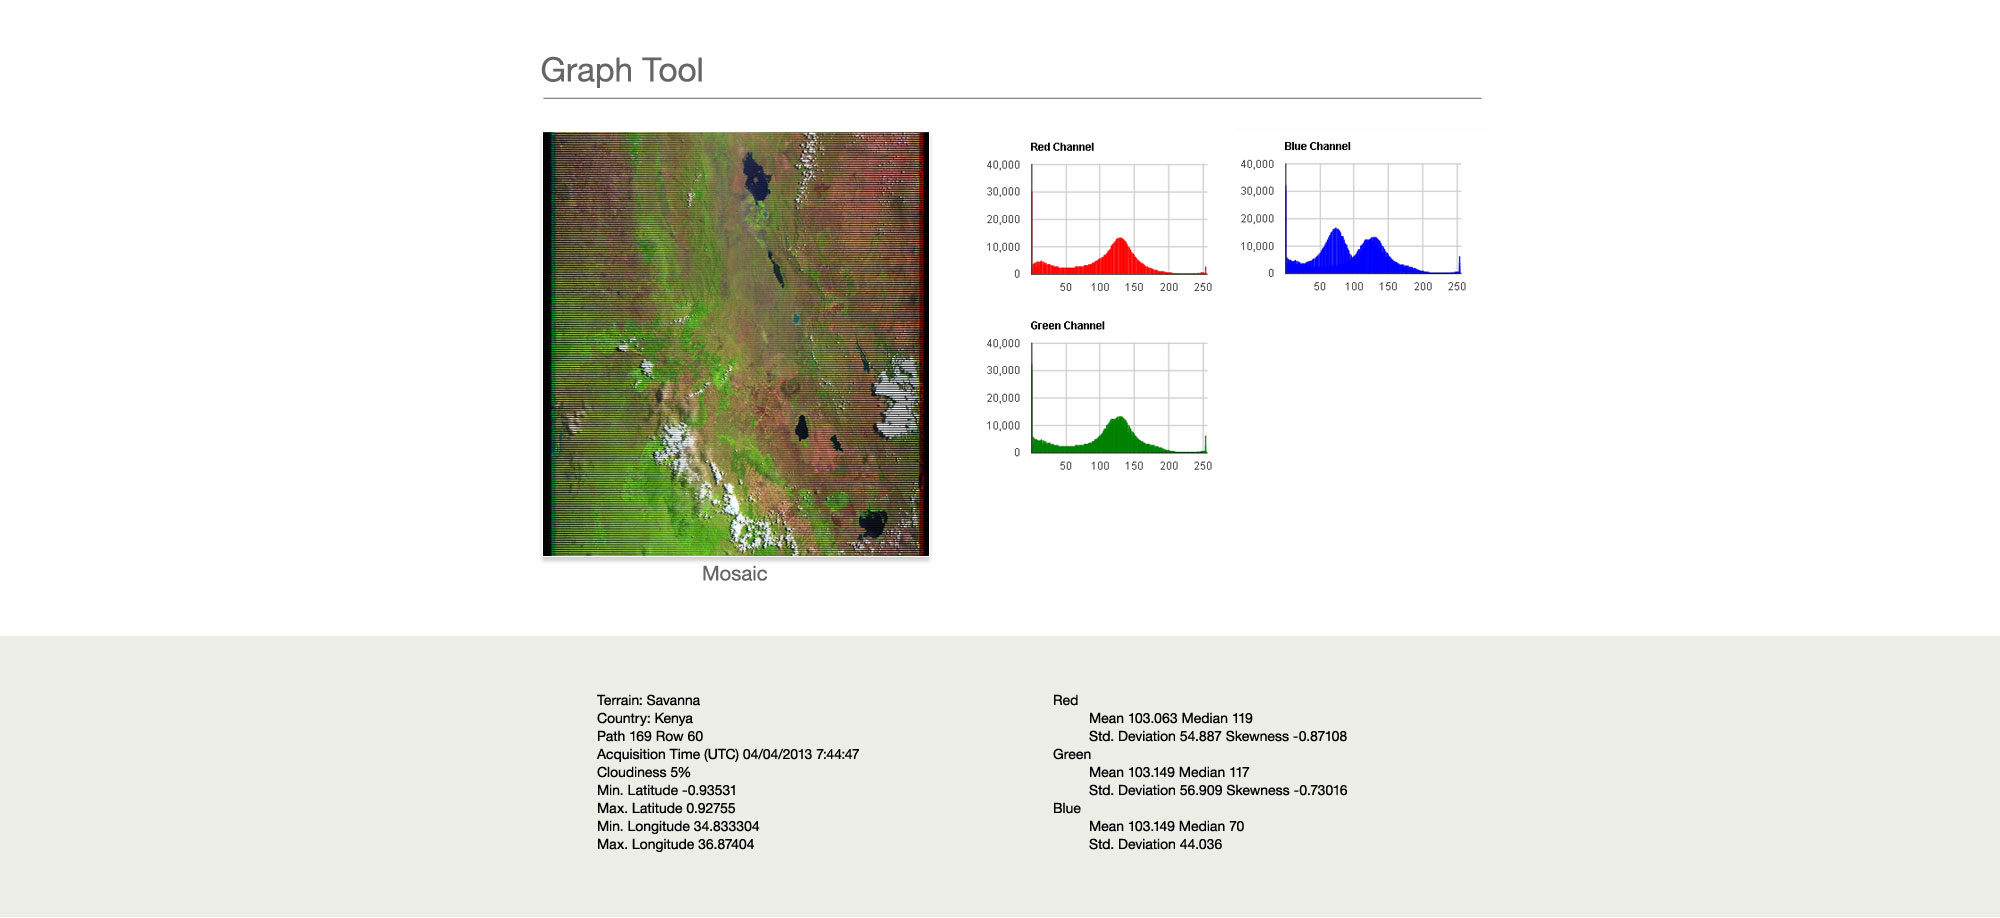 Graph Tool
Red Channel
40,000
30,000
20,000
10,000
0
50 100 150 200 250
Blue Channel
40,000
30,000
20,000
10,000
0
50 100 150 200 250
Green Channel
40,000
30,000
20,000
10,000
0
50 100 150 200 250
Mosaic
Terrain: Savanna
Country: Kenya
Path 169 Row 60
Acquisition Time (UTC) 04/04/2013 7:44:47
Cloudiness 5%
Min. Latitude -0.93531
Max. Latitude 0.92755
Min. Longitude 34.833304
Max. Longitude 36.87404
Red
Mean 103.063 Median 119
Std. Deviation 54.887 Skewness -0.87108
Green
Mean 103.149 Median 117
Std. Deviation 56.909 Skewness -0.73016
Blue
Mean 103.149 Median 70
Std. Deviation 44.036